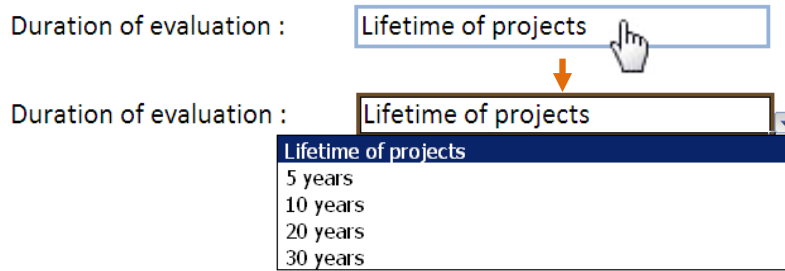 Duration of evaluation : Lifetime of projects
Duration of evaluation : Lifetime of projects
Lifetime of projects
5 years
10 years
20 years
30 years